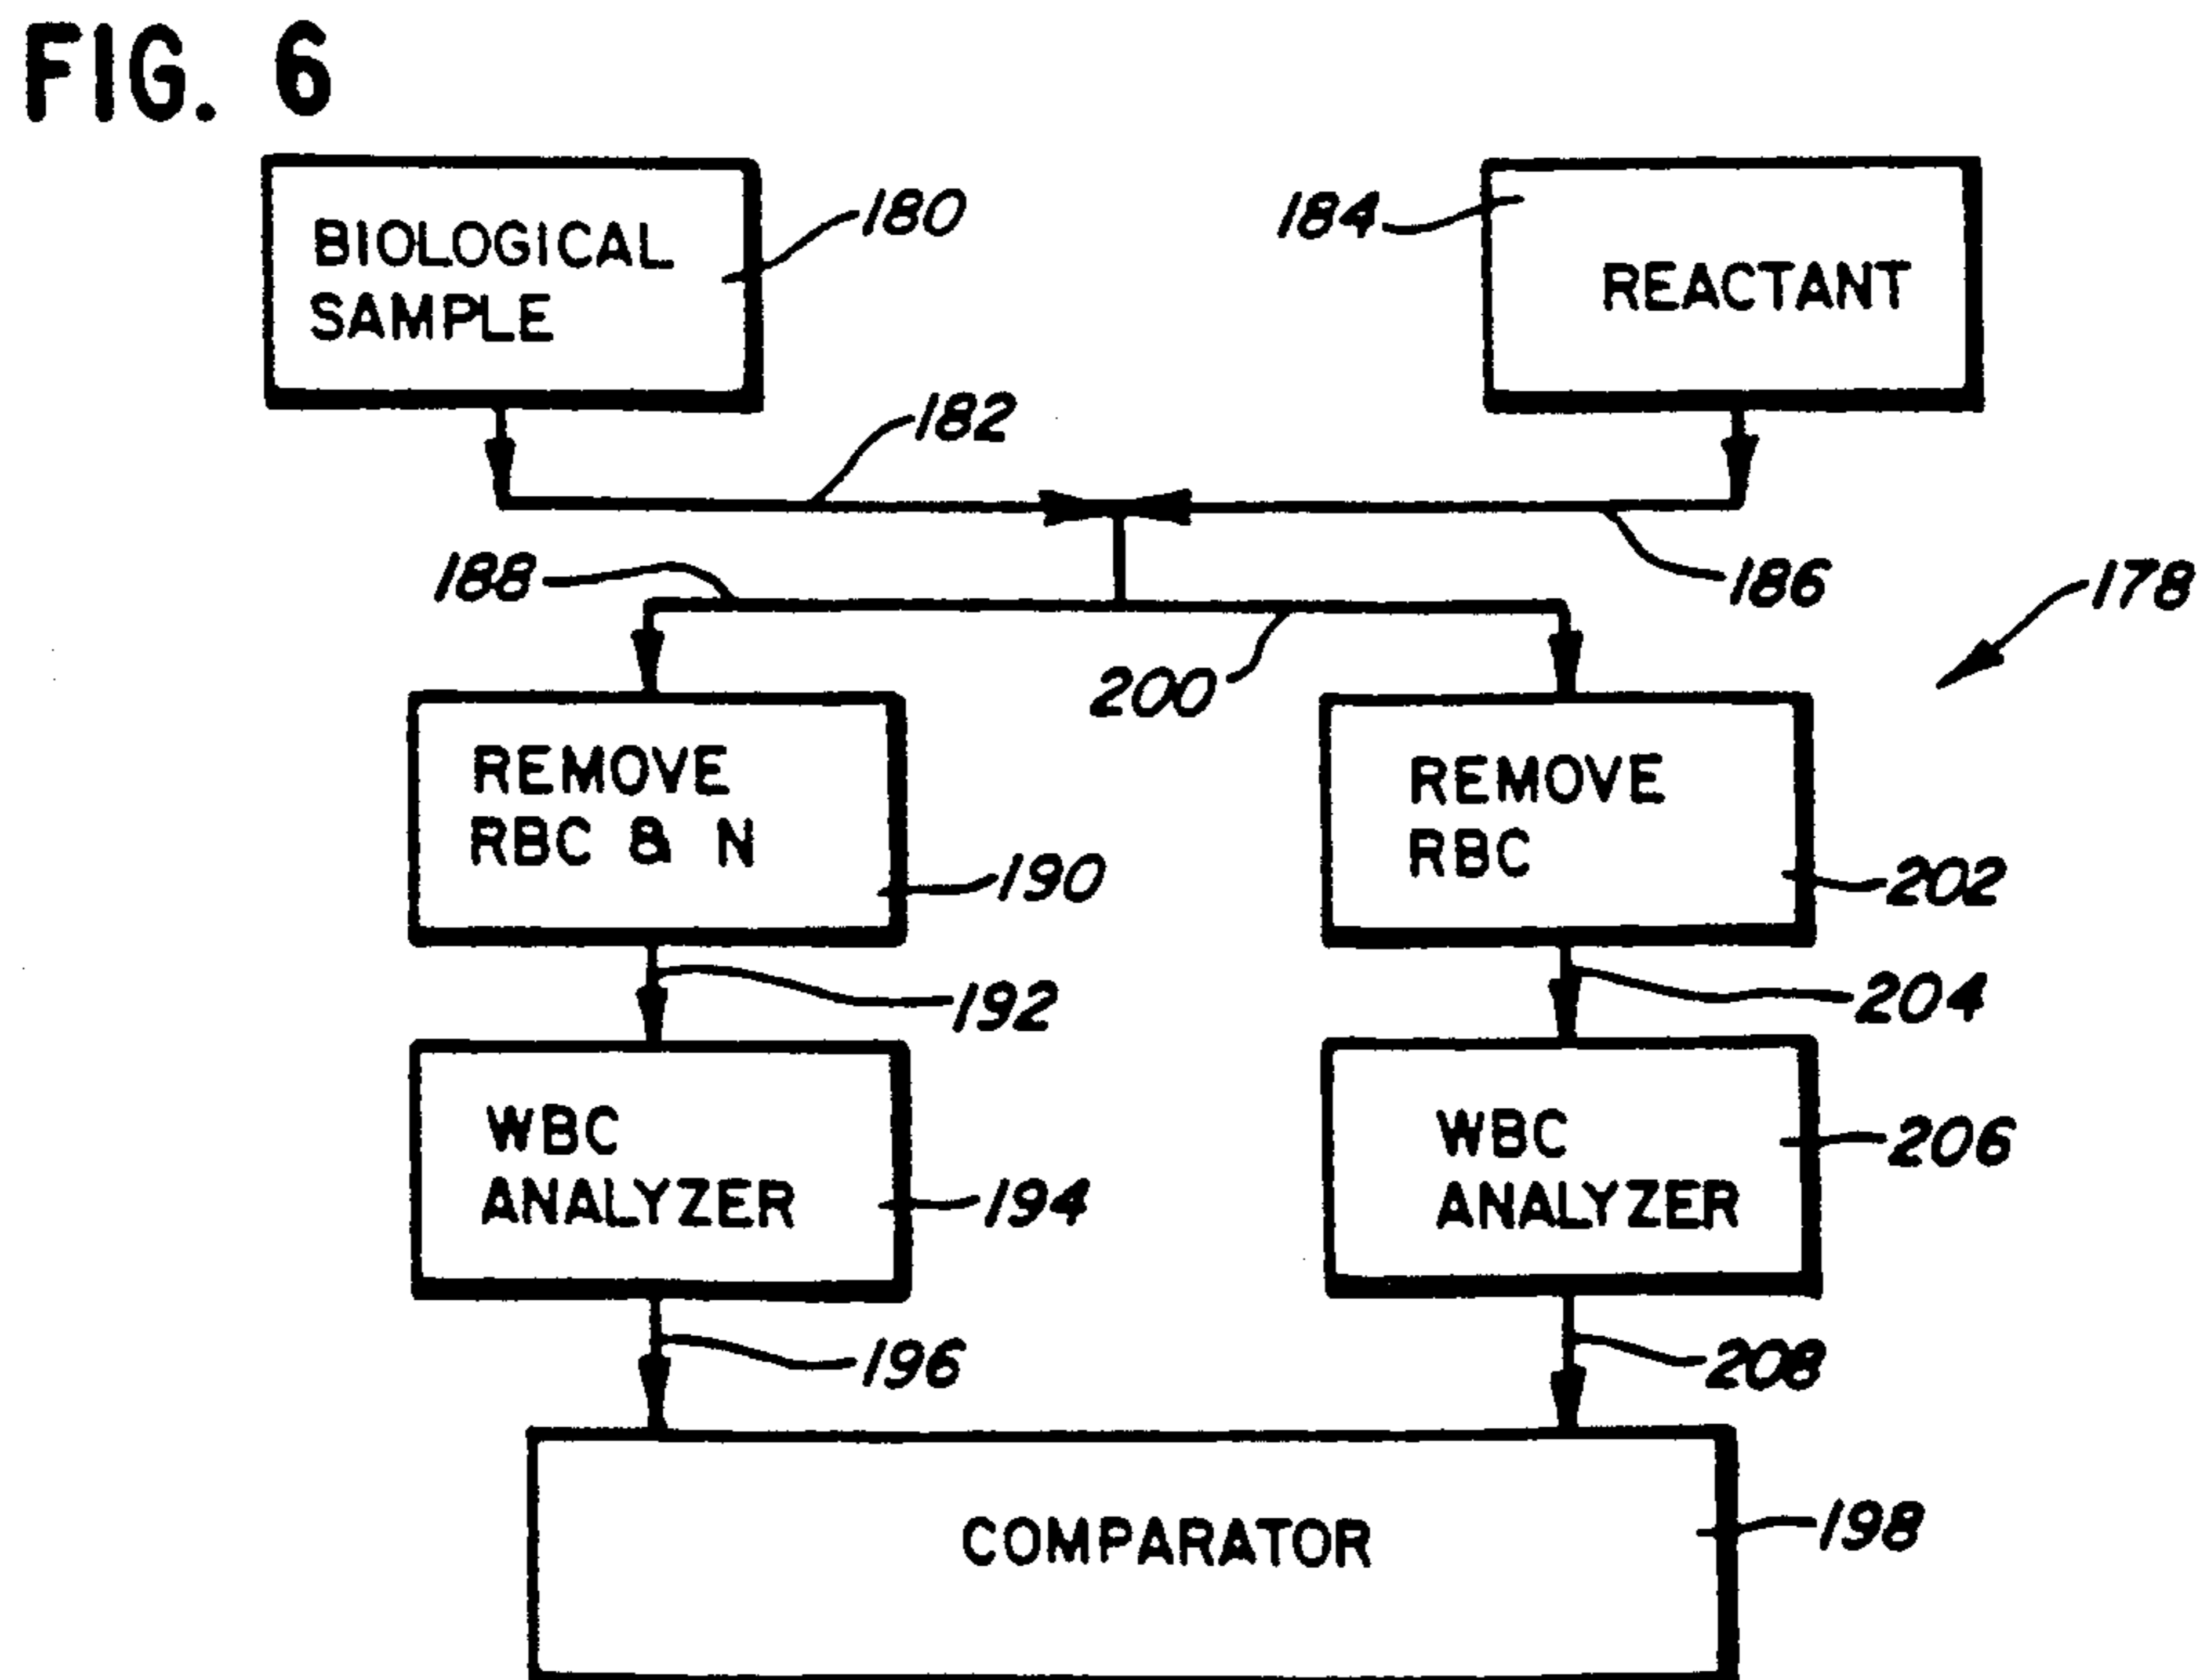 FIG. 6
BIOLOGICAL
SAMPLE
180
184
REACTANT
182
188
186
178
200
REMOVE
RBC & N
190
REMOVE
RBC
202
192
204
WBC
ANALYZER
194
WBC
ANALYZER
206
196
208
COMPARATOR
198